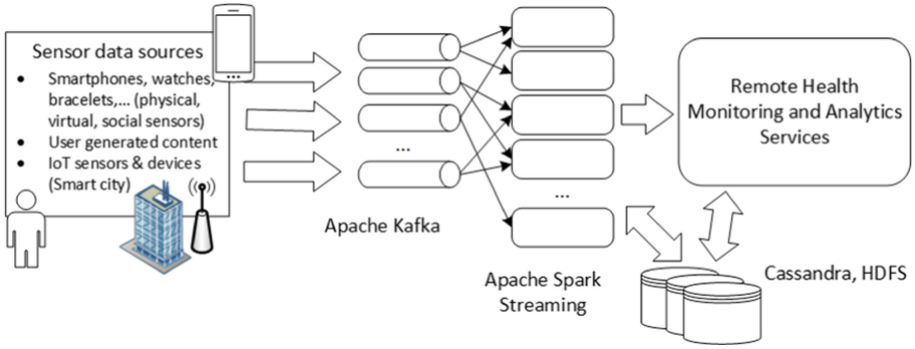 Sensor data sources
• Smartphones, watches,
bracelets,... (physical,
virtual, social sensors)
• User generated content
• IoT sensors & devices
(Smart city)
...
Apache Kafka
...
Apache Spark
Streaming
Remote Health
Monitoring and Analytics
Services
Cassandra, HDFS